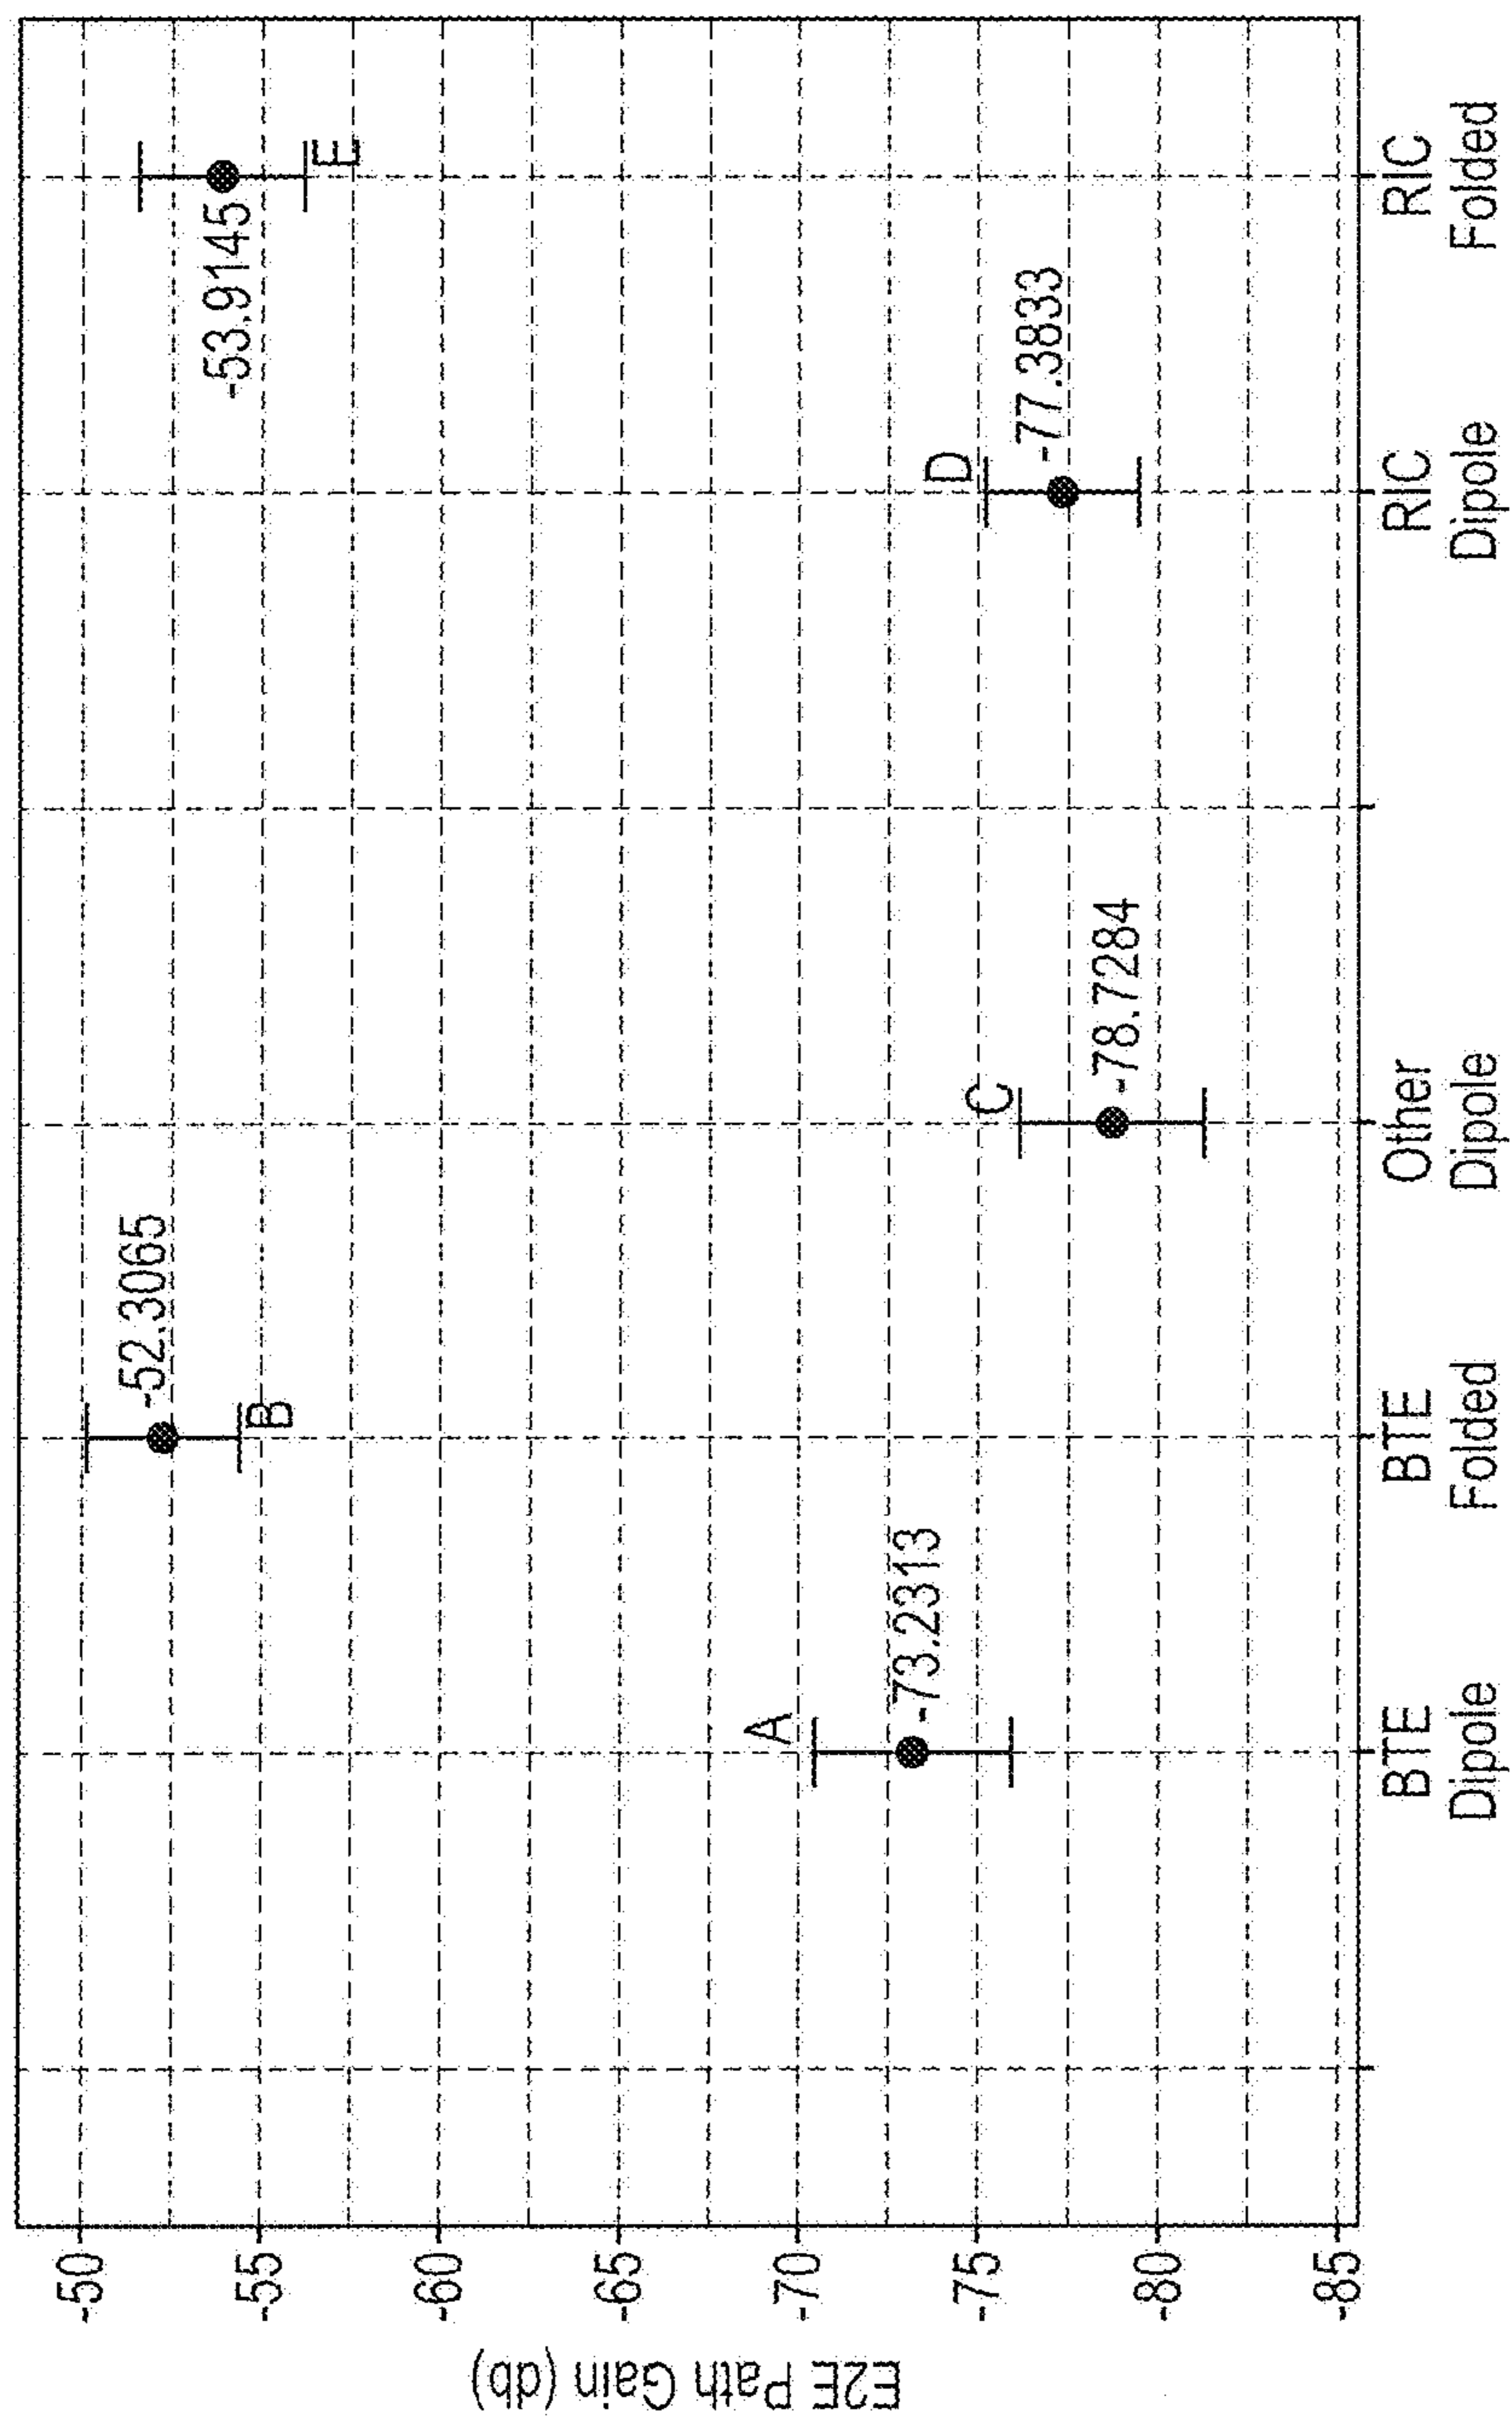 E2E Path Gain (db)
-50
-55
-60
-65
-70
-75
-80
-85
A
-73.2313
-52.3065
B
C
-78.7284
D
-77.3833
-53.9145
E
BTE
Dipole
BTE
Folded
Other
Dipole
RIC
Dipole
RIC
Folded